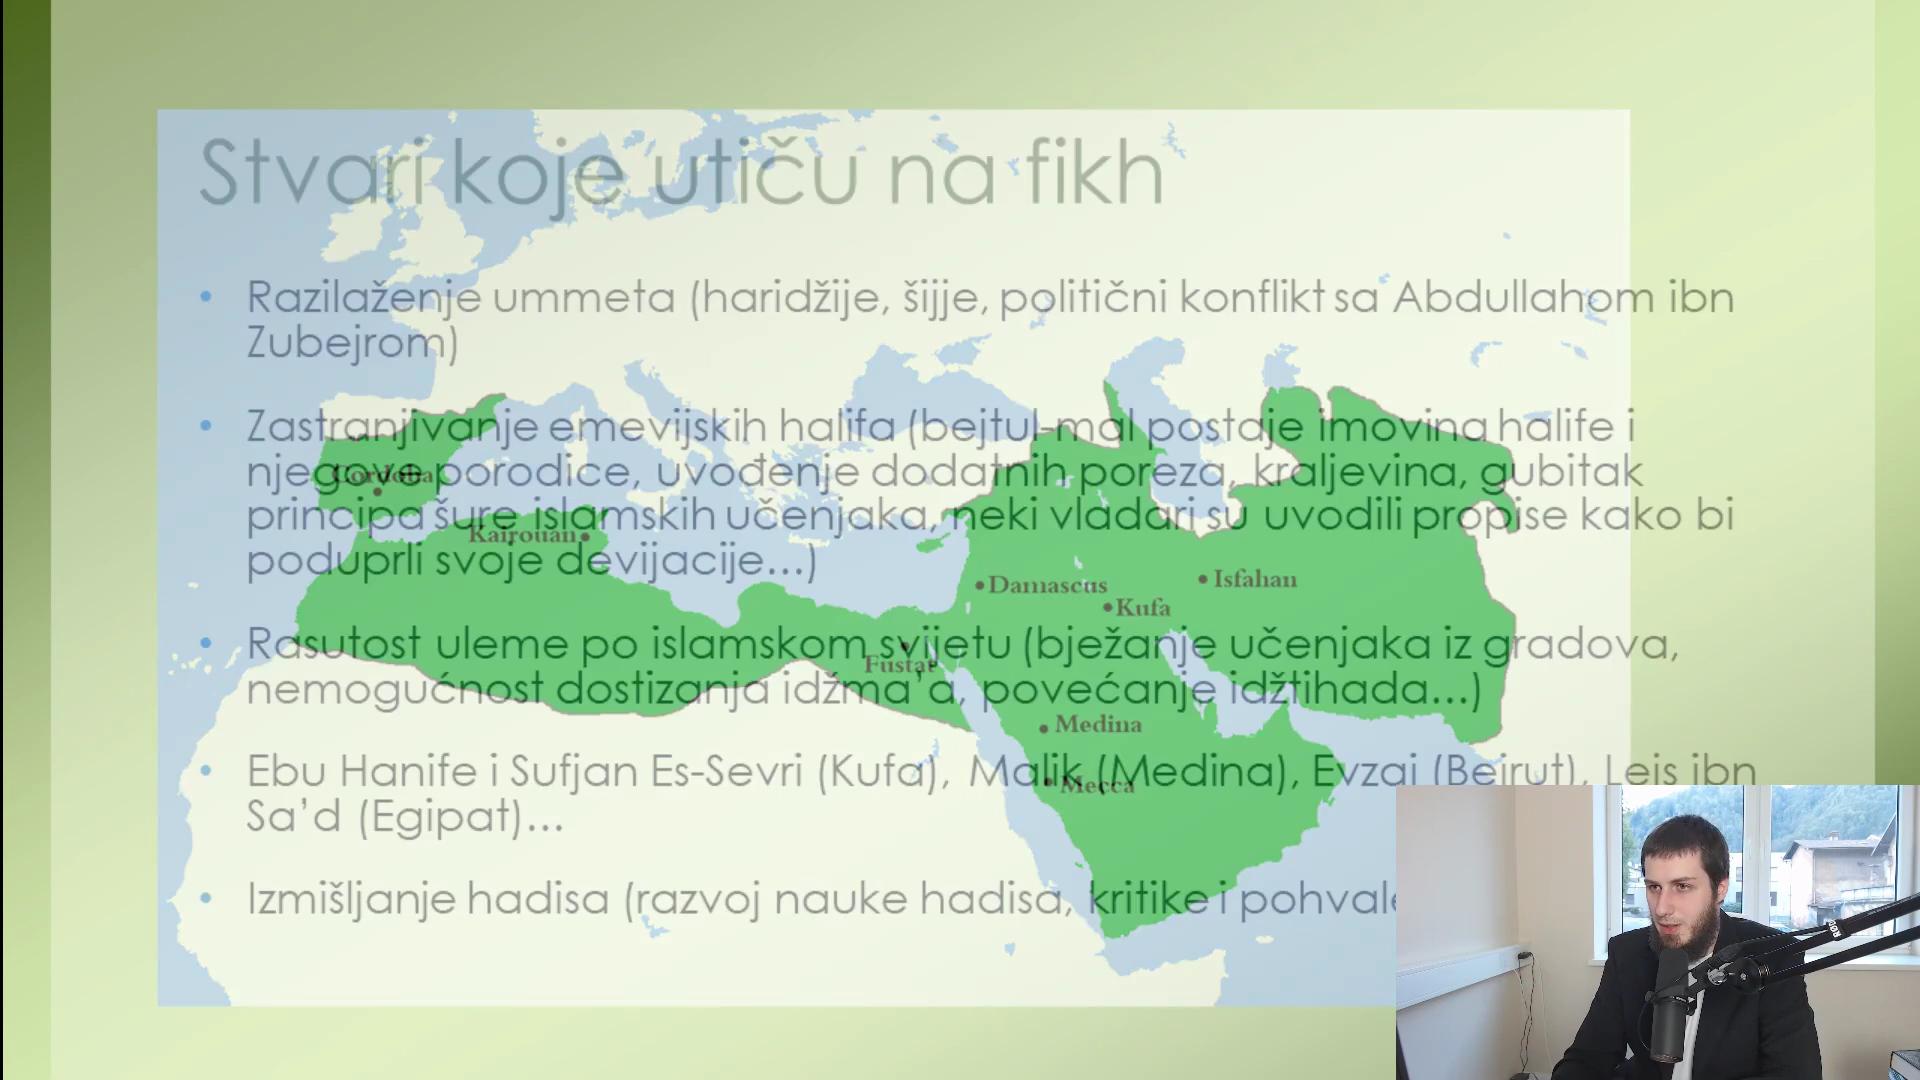 Stvari koje utiču na fikh
• Razilaženje ummeta (haridžije, šijje, politični konflikt sa Abdullahom ibn
Zubejrom)
• Zastranjivanje emevijskih halifa (bejtul-mal postaje imovina halife i
njegove porodice, uvođenje dodatnih poreza, kraljevina, gubitak
principa šure islamskih učenjaka, neki vladari su uvodili propise kako bi
poduprli svoje devijacije...)
• Rasutost uleme po islamskom svijetu (bježanje učenjaka iz gradova,
nemogućnost dostizanja idžma'a, povećanje idžtihada...)
• Ebu Hanife i Sufjan Es-Sevri (Kufa), Malik (Medina), Evzai (Bejrut), Lejs ibn
Sa'd (Egipat)...
• Izmišljanje hadisa (razvoj nauke hadisa, kritike i pohvale
Cordoba
Kairouan
Damascus
Isfahan
Kufa
Fustat
Medina
Mecca